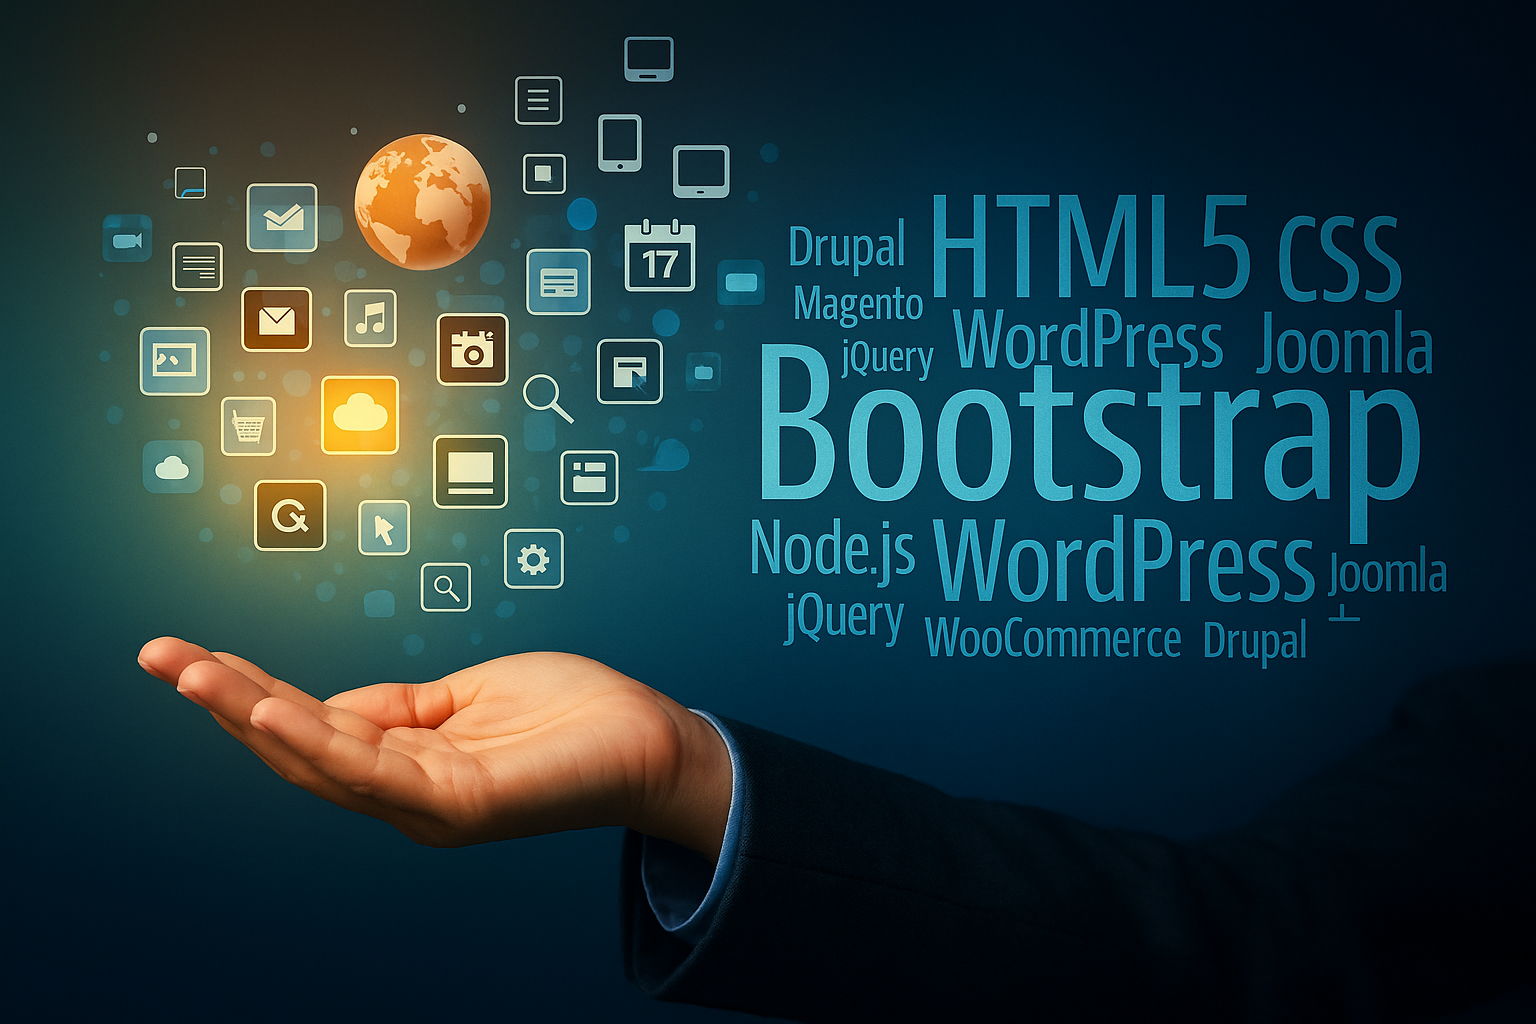 17
Drupal HTML5 CSS
Magento
jQuery WordPress Joomla
Bootstrap
Node.js WordPress Joomla
jQuery WooCommerce Drupal